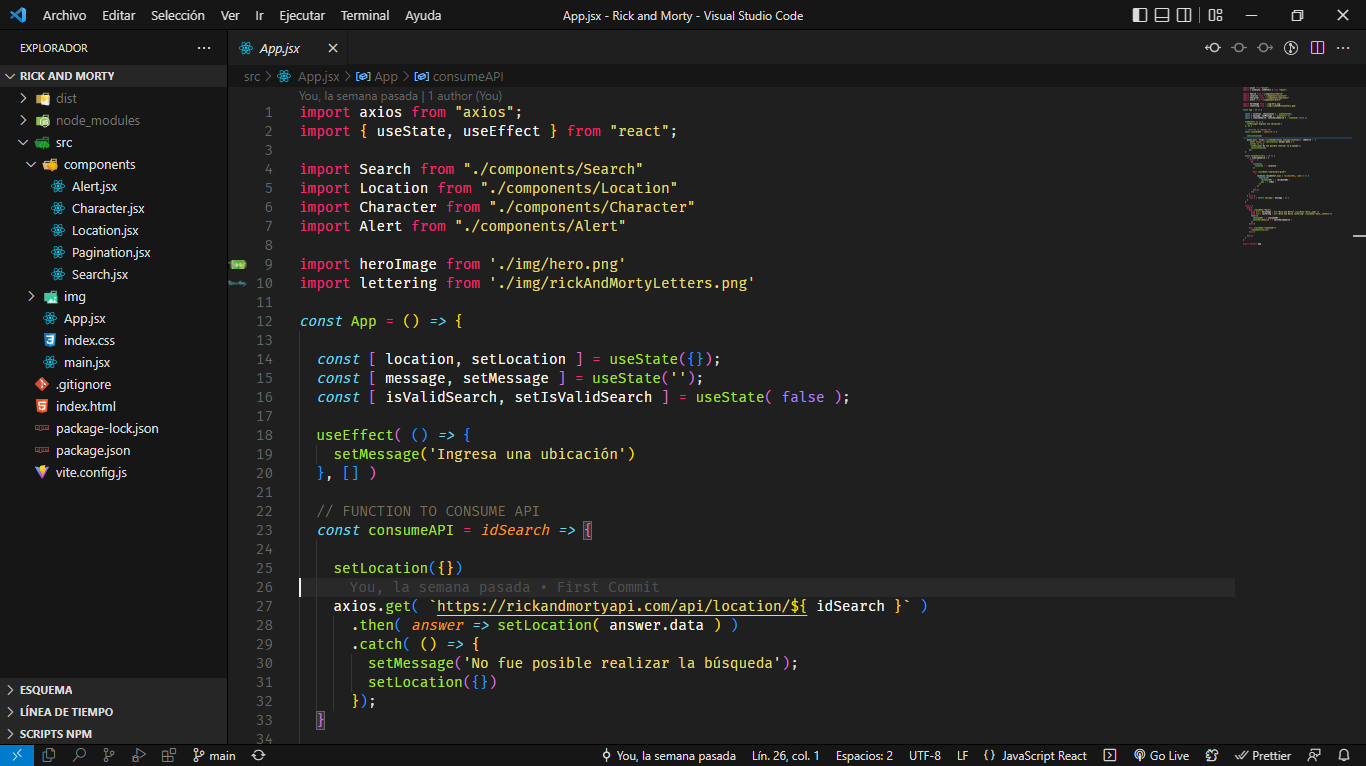 Archivo Editar Selección Ver Ir Ejecutar Terminal Ayuda
App.jsx - Rick and Morty - Visual Studio Code
EXPLORADOR
RICK AND MORTY
dist
node_modules
src
components
Alert.jsx
Character.jsx
Location.jsx
Pagination.jsx
Search.jsx
img
App.jsx
index.css
main.jsx
.gitignore
index.html
package-lock.json
package.json
vite.config.js
ESQUEMA
LÍNEA DE TIEMPO
SCRIPTS NPM
App.jsx
src > App.jsx > App > consumeAPI
You, la semana pasada | 1 author (You)
1 import axios from "axios";
2 import { useState, useEffect } from "react";
3
4 import Search from "./components/Search"
5 import Location from "./components/Location"
6 import Character from "./components/Character"
7 import Alert from "./components/Alert"
8
9 import heroImage from './img/hero.png'
10 import lettering from './img/rickAndMortyLetters.png'
11
12 const App = () => {
13
14 const [ location, setLocation ] = useState({});
15 const [ message, setMessage ] = useState('');
16 const [ isValidSearch, setIsValidSearch ] = useState( false );
17
18 useEffect( () => {
19 setMessage('Ingresa una ubicación')
20 }, [] )
21
22 // FUNCTION TO CONSUME API
23 const consumeAPI = idSearch => {
24
25 setLocation({})
26 You, la semana pasada • First Commit
27 axios.get( `https://rickandmortyapi.com/api/location/${ idSearch }` )
28 .then( answer => setLocation( answer.data ) )
29 .catch( () => {
30 setMessage('No fue posible realizar la búsqueda');
31 setLocation({})
32 });
33 }
34
main
You, la semana pasada Lín. 26, col. 1 Espacios: 2 UTF-8 LF {} JavaScript React Go Live Prettier